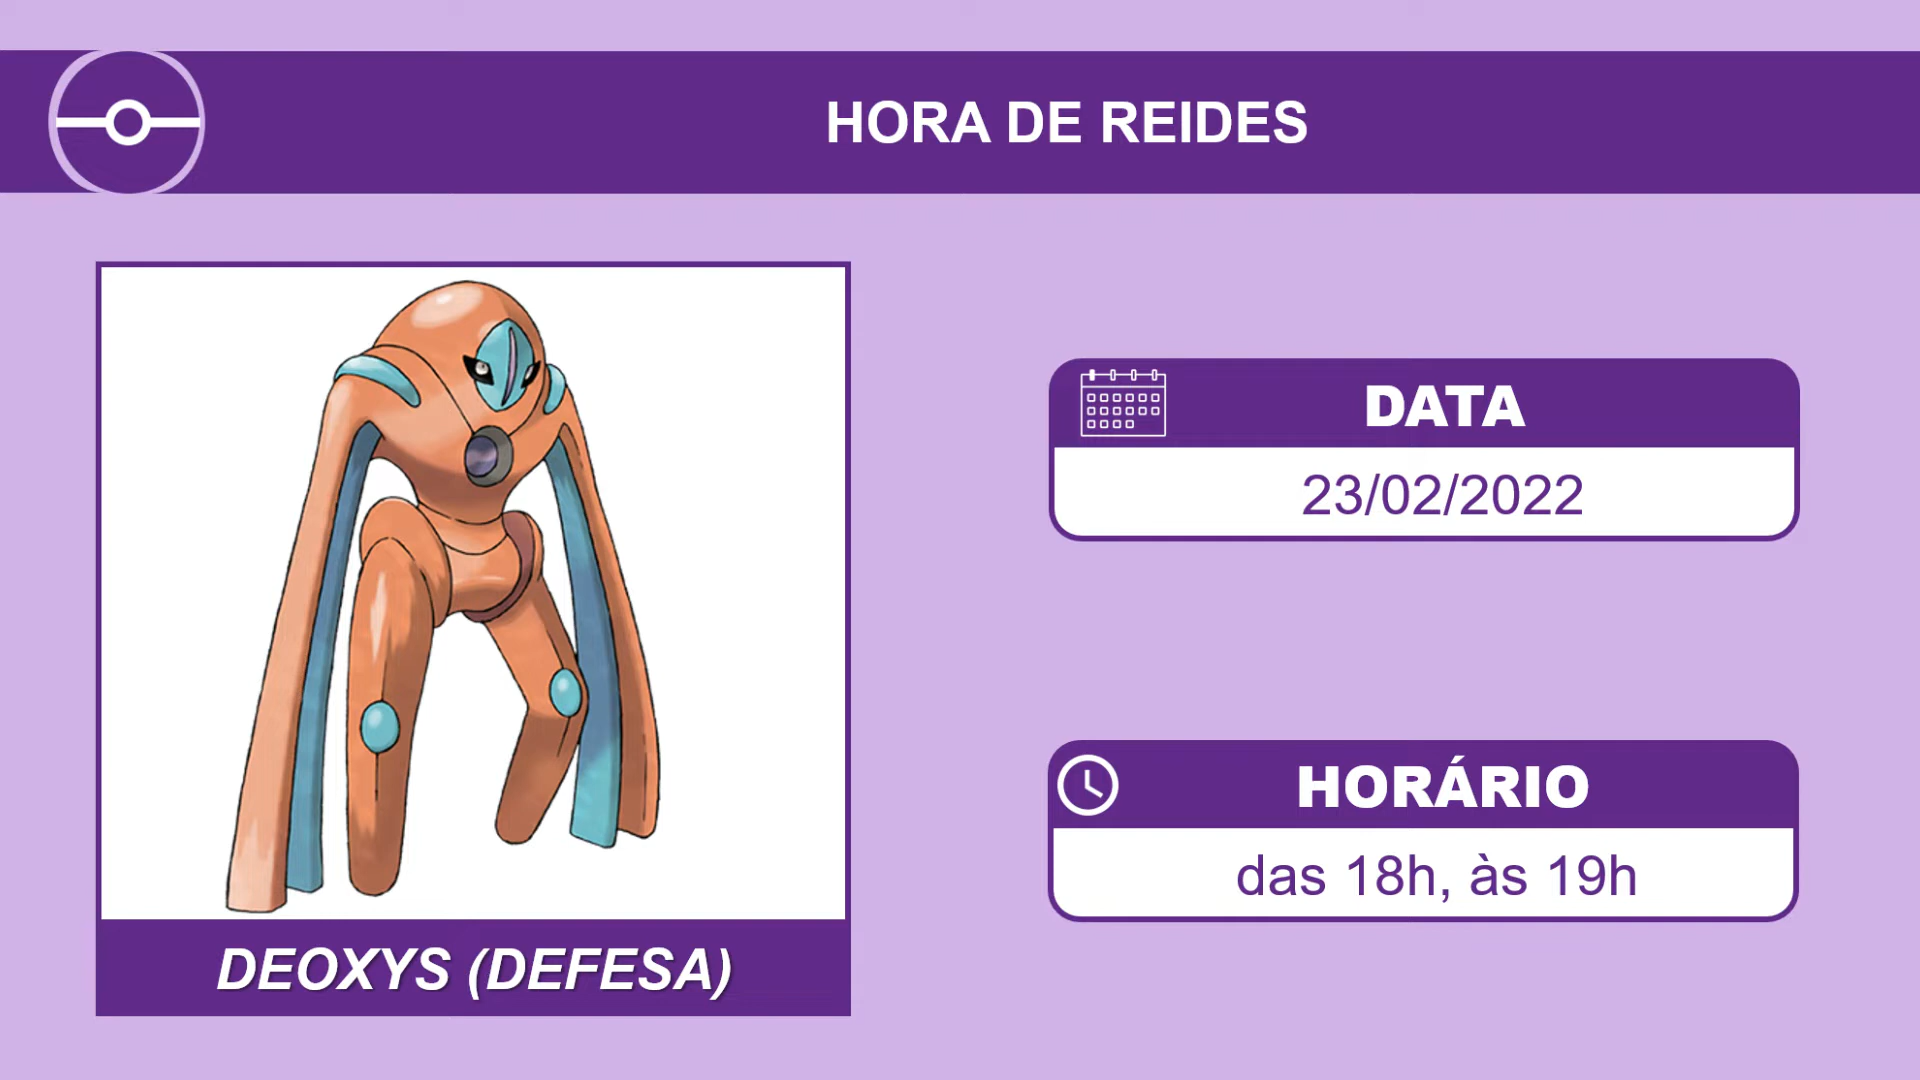 HORA DE REIDES
DATA
23/02/2022
HORÁRIO
das 18h, às 19h
DEOXYS (DEFESA)